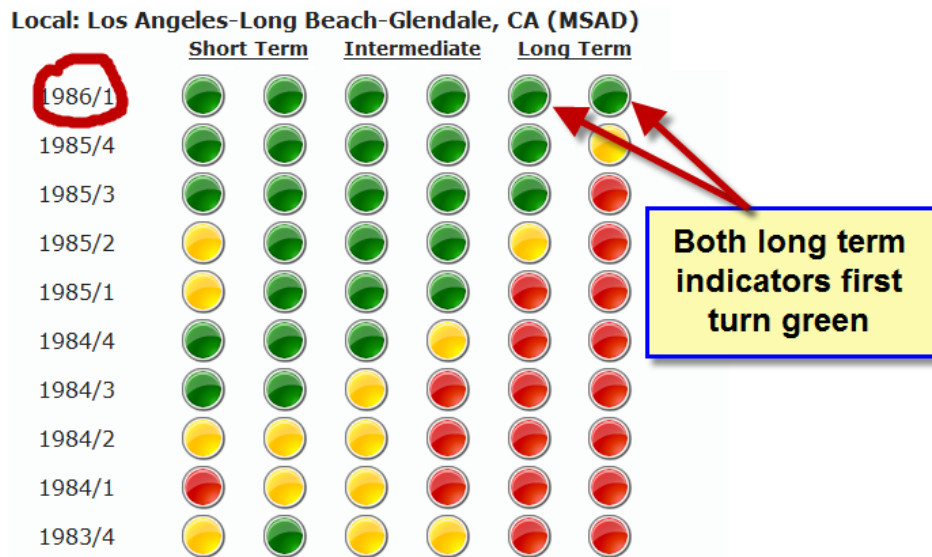 Local: Los Angeles-Long Beach-Glendale, CA (MSAD)
Short Term Intermediate Long Term
1986/1
1985/4
1985/3
1985/2
1985/1
1984/4
1984/3
1984/2
1984/1
1983/4
Both long term
indicators first
turn green